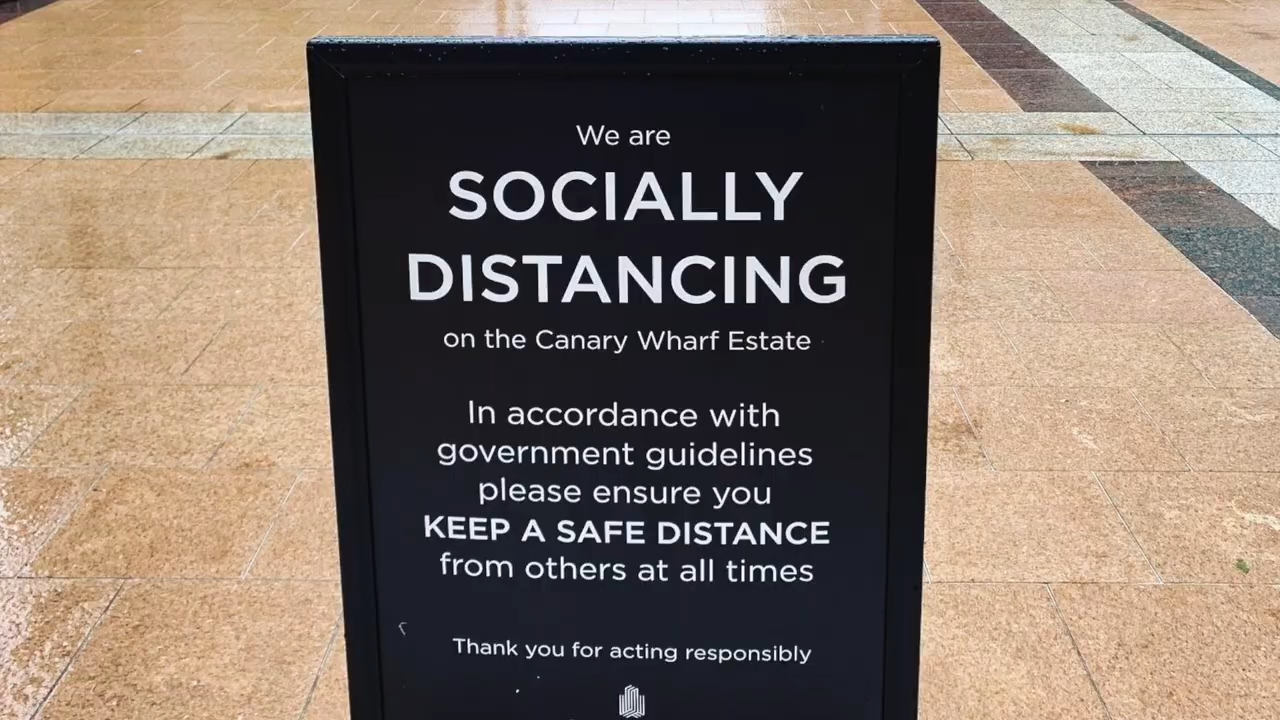 We are
SOCIALLY
DISTANCING
on the Canary Wharf Estate
In accordance with
government guidelines
please ensure you
KEEP A SAFE DISTANCE
from others at all times
Thank you for acting responsibly